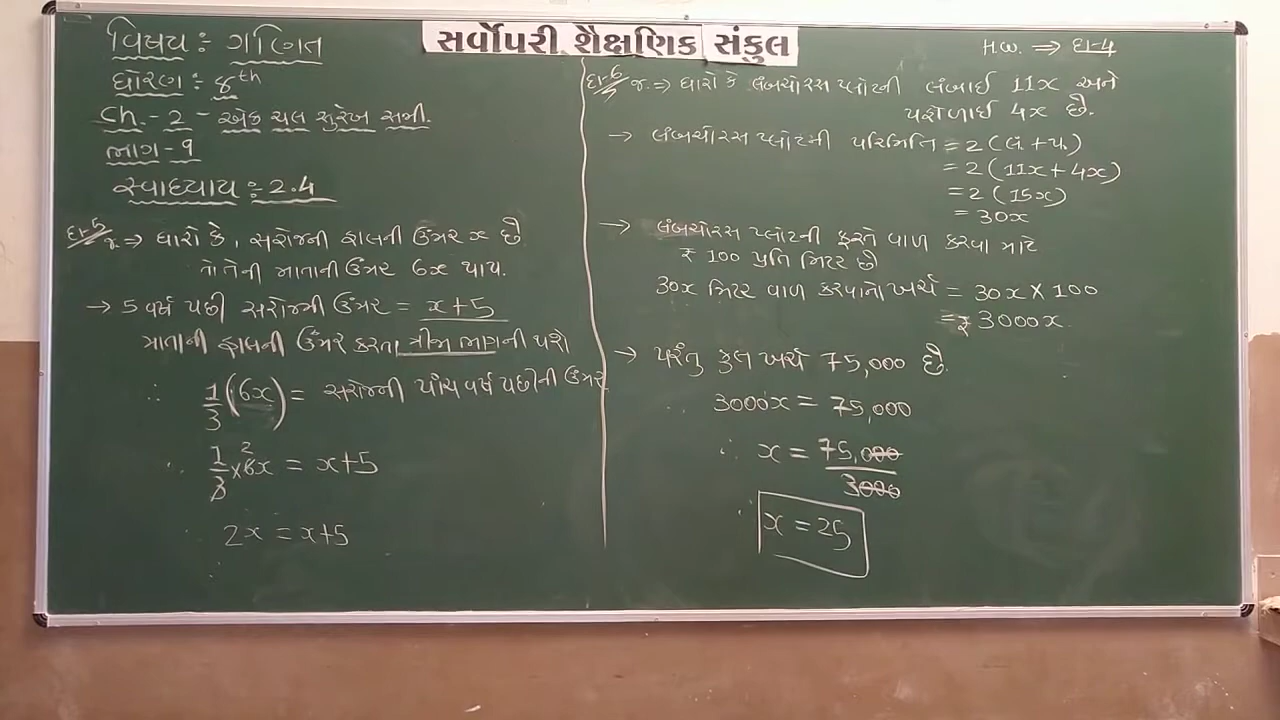 સર્વોપરી શૈક્ષણિક સંકુલ
વિષય : ગણિત
ધોરણ : 8th
Ch. - 2 - એક ચલ સુરેખ સમી.
ભાગ - ૧
સ્વાધ્યાય : 2.4
દા-5 જ. ⇒ ધારો કે, સરોજની હાલની ઉંમર x છે
તો તેની માતાની ઉંમર 6x થાય.
→ 5 વર્ષ પછી સરોજની ઉંમર = x+5
માતાની હાલની ઉંમર કરતા ત્રીજા ભાગની થશે
∴ 1/3 (6x) = સરોજની પાંચ વર્ષ પછીની ઉંમર
∴ 1/3 × 6x = x+5 2
2x = x+5
H.W. ⇒ દા-4
દા-6 જ. ⇒ ધારો કે લંબચોરસ પ્લોટની લંબાઈ 11x અને
પહોળાઈ 4x છે.
→ લંબચોરસ પ્લોટની પરિમિતિ = 2 (લં. + પ.)
= 2 (11x + 4x)
= 2 (15x)
= 30x
→ લંબચોરસ પ્લોટની ફરતે વાળ કરવા માટે
₹ 100 પ્રતિ મિટર છે
30x મિટર વાળ કરવાનો ખર્ચ = 30x × 100
= ₹ 3000x.
→ પરંતુ કુલ ખર્ચ 75,000 છે.
∴ 3000x = 75,000
∴ x = 75,000/3000
∴ x = 25